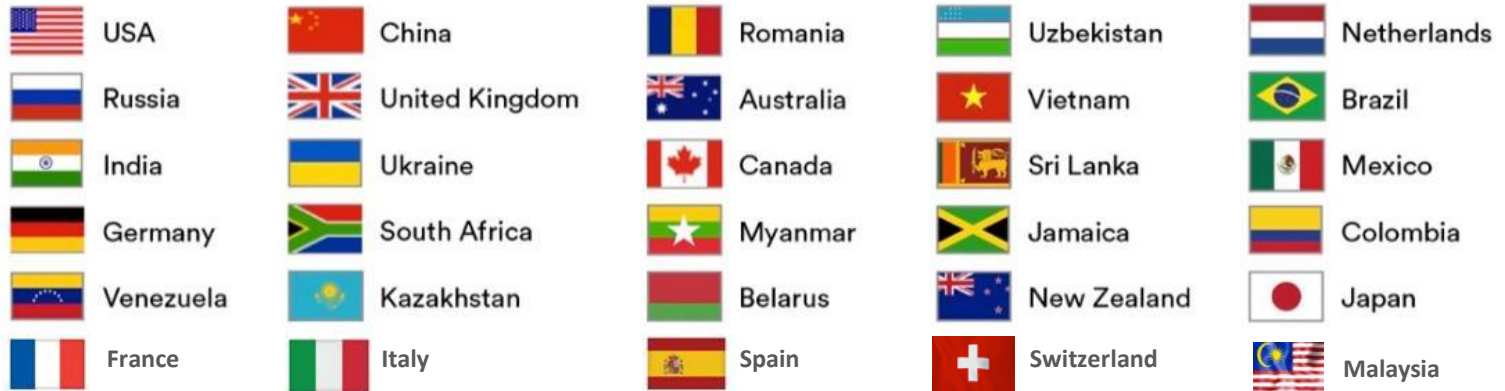 USA China Romania Uzbekistan Netherlands
Russia United Kingdom Australia Vietnam Brazil
India Ukraine Canada Sri Lanka Mexico
Germany South Africa Myanmar Jamaica Colombia
Venezuela Kazakhstan Belarus New Zealand Japan
France Italy Spain Switzerland Malaysia